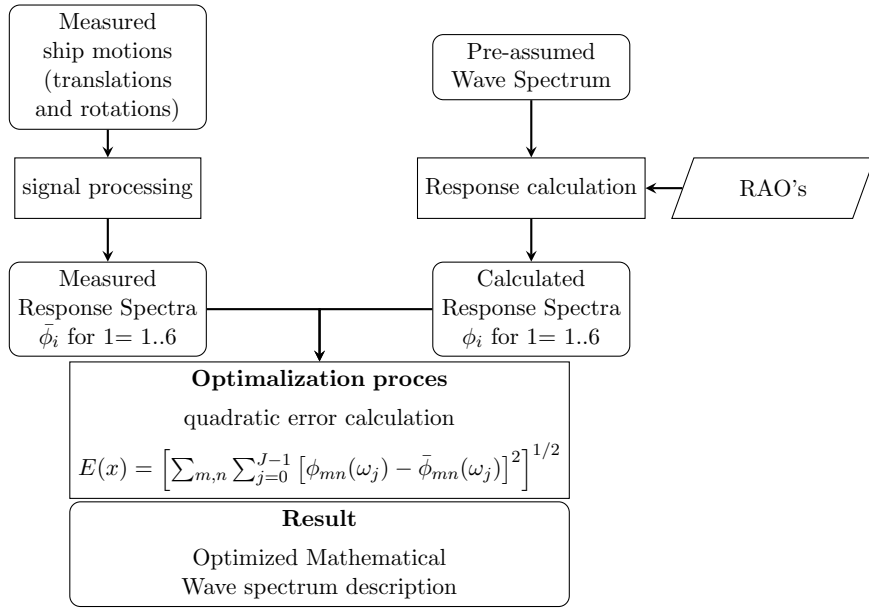 Measured
ship motions
(translations
and rotations)
Pre-assumed
Wave Spectrum
signal processing
Response calculation
RAO's
Measured
Response Spectra
$\bar{\phi}_i$ for 1= 1..6
Calculated
Response Spectra
$\phi_i$ for 1= 1..6
Optimalization proces
quadratic error calculation
$E(x) = \left[ \sum_{m,n} \sum_{j=0}^{J-1} \left[ \phi_{mn}(\omega_j) - \bar{\phi}_{mn}(\omega_j) \right]^2 \right]^{1/2}$
Result
Optimized Mathematical
Wave spectrum description